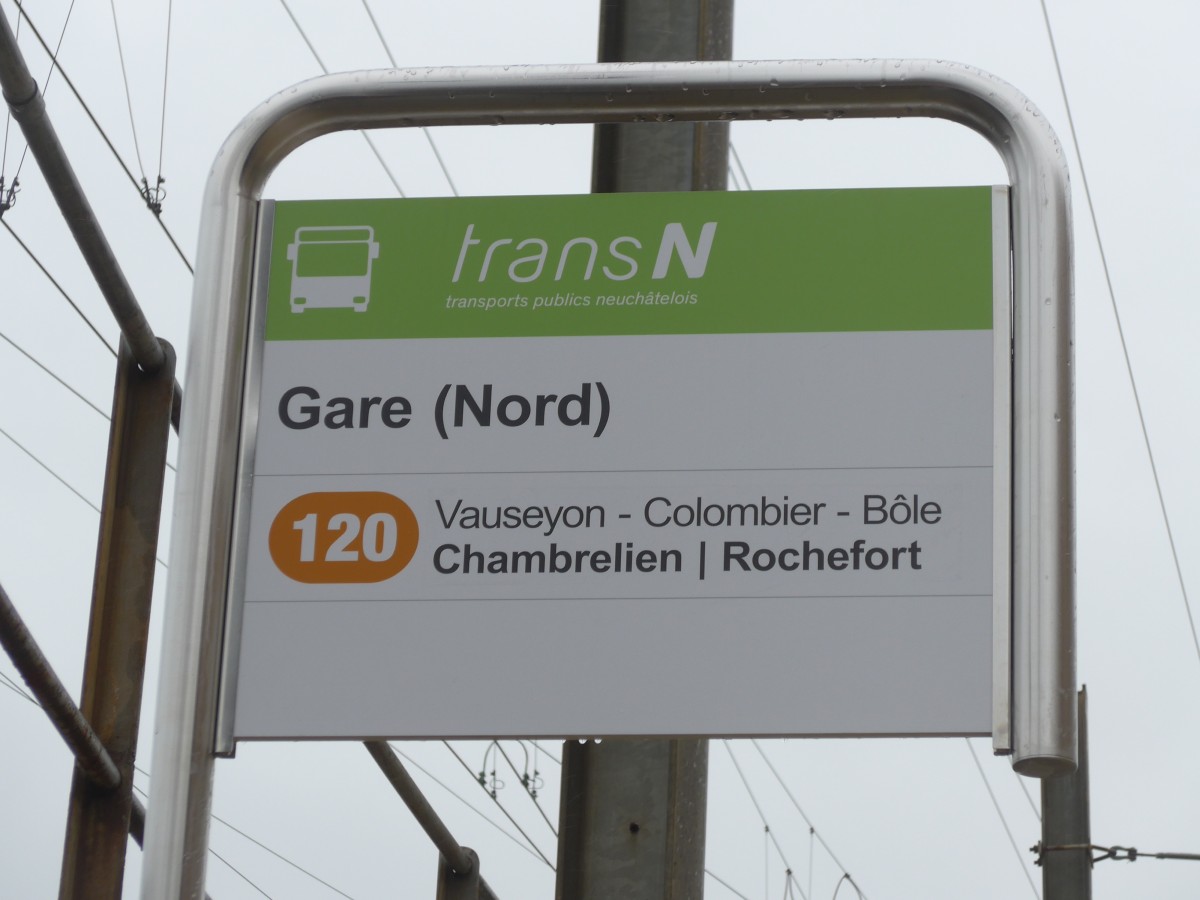 transN
transports publics neuchâtelois
Gare (Nord)
120
Vauseyon - Colombier - Bôle
Chambrelien | Rochefort